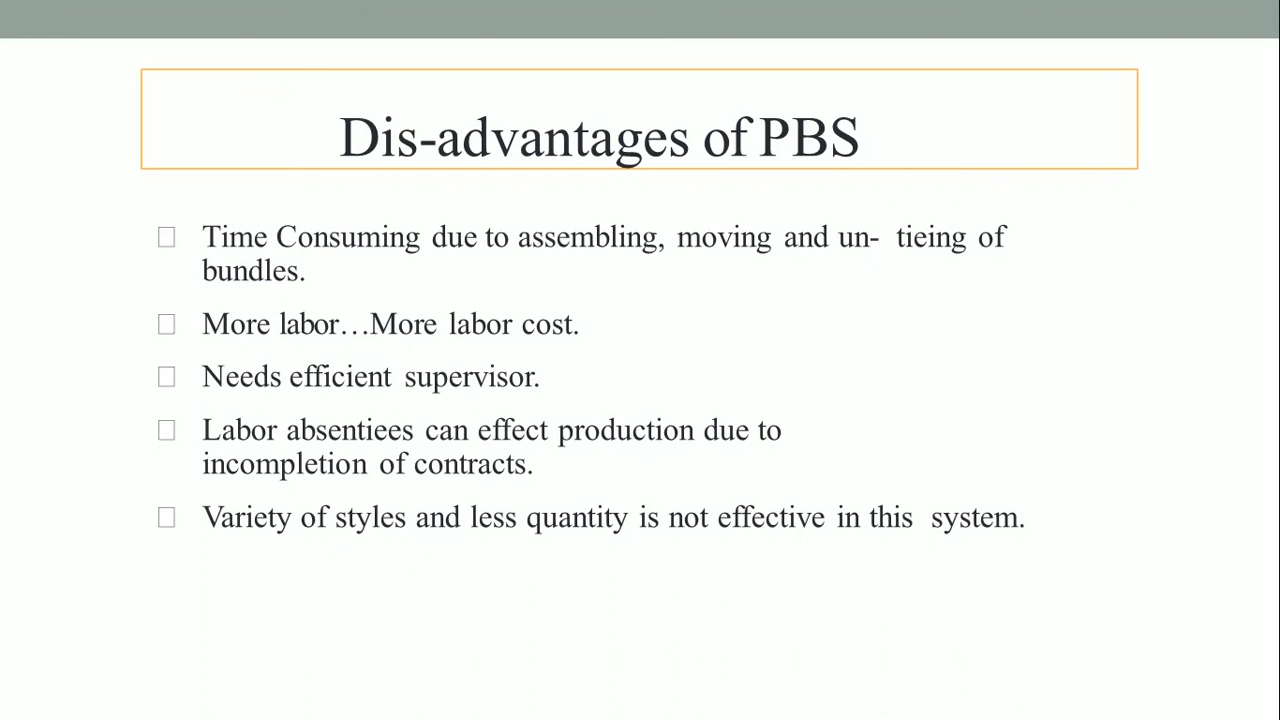 Dis-advantages of PBS
Time Consuming due to assembling, moving and un- tieing of
bundles.
More labor…More labor cost.
Needs efficient supervisor.
Labor absentiees can effect production due to
incompletion of contracts.
Variety of styles and less quantity is not effective in this system.